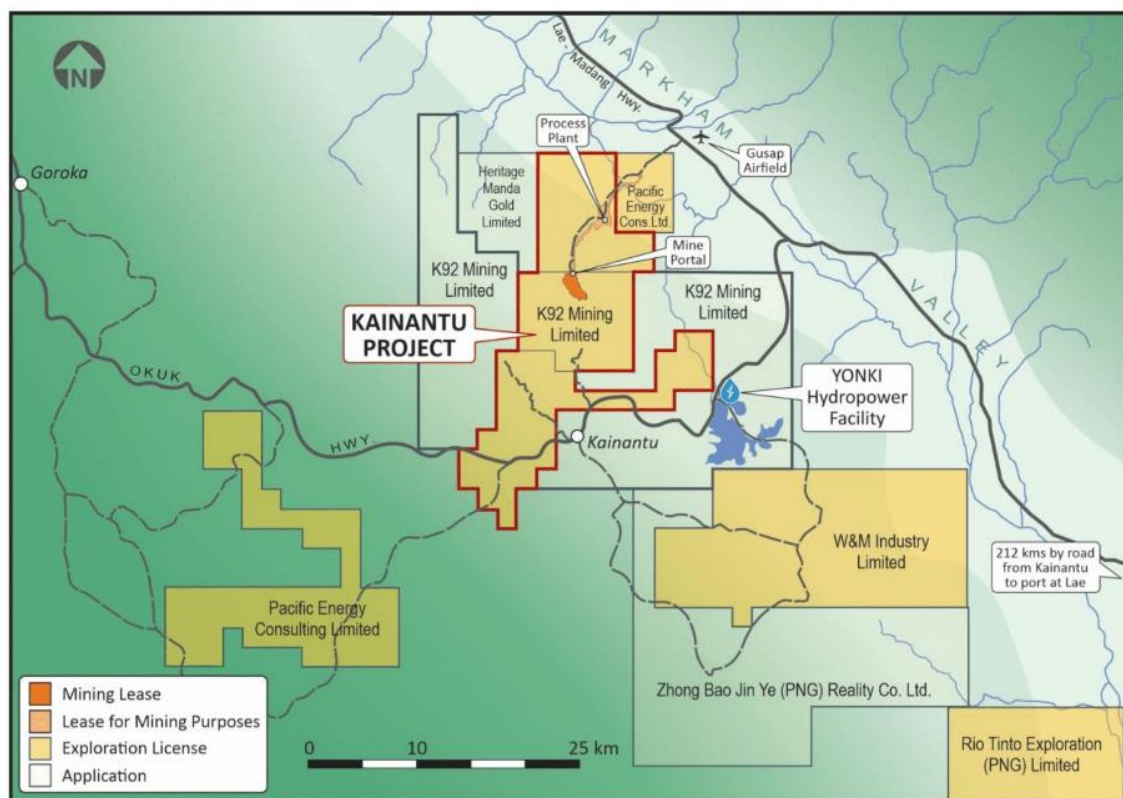 N
Lae - Madang Hwy.
MARKHAM
VALLEY
Goroka
Process
Plant
Gusap
Airfield
Heritage
Manda
Gold
Limited
Pacific
Energy
Cons.Ltd.
Mine
Portal
K92 Mining
Limited
K92 Mining
Limited
K92 Mining
Limited
KAINANTU
PROJECT
OKUK
HWY.
YONKI
Hydropower
Facility
Kainantu
W&M Industry
Limited
212 kms by road
from Kainantu
to port at Lae
Pacific Energy
Consulting Limited
Zhong Bao Jin Ye (PNG) Reality Co. Ltd.
Rio Tinto Exploration
(PNG) Limited
Mining Lease
Lease for Mining Purposes
Exploration License
Application
0 10 25 km